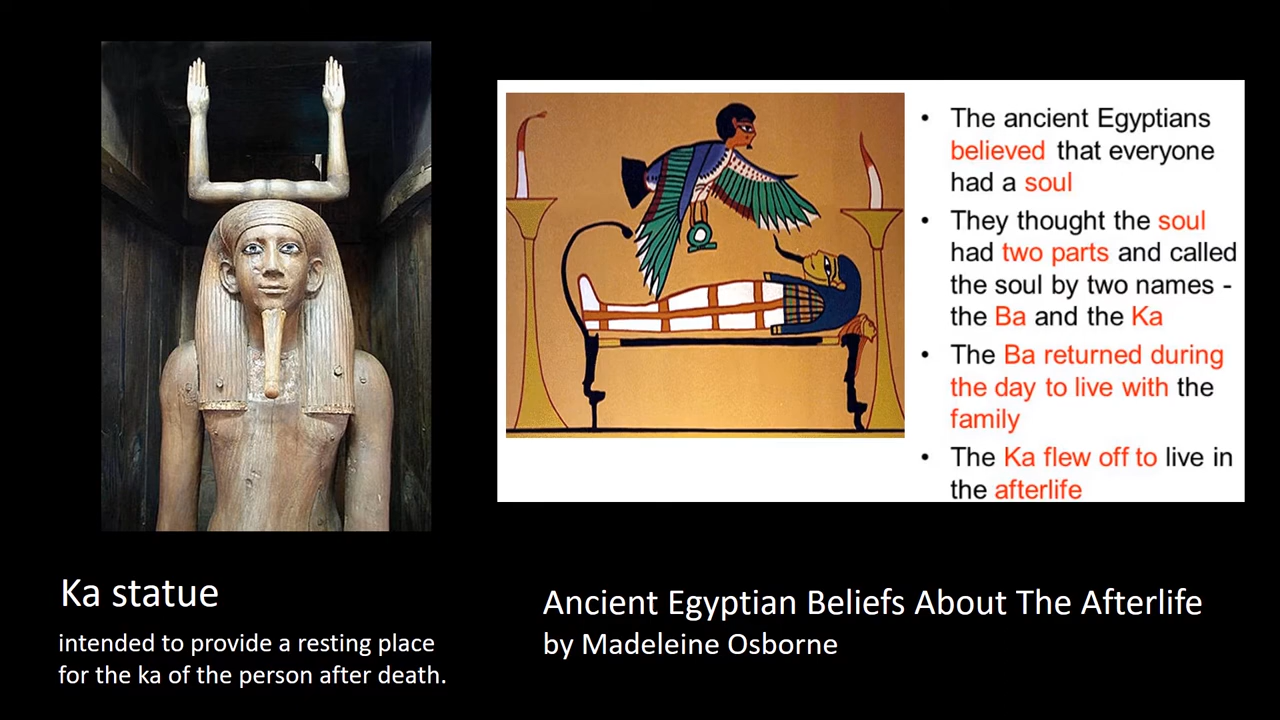 • The ancient Egyptians
believed that everyone
had a soul
• They thought the soul
had two parts and called
the soul by two names -
the Ba and the Ka
• The Ba returned during
the day to live with the
family
• The Ka flew off to live in
the afterlife
Ka statue
intended to provide a resting place
for the ka of the person after death.
Ancient Egyptian Beliefs About The Afterlife
by Madeleine Osborne